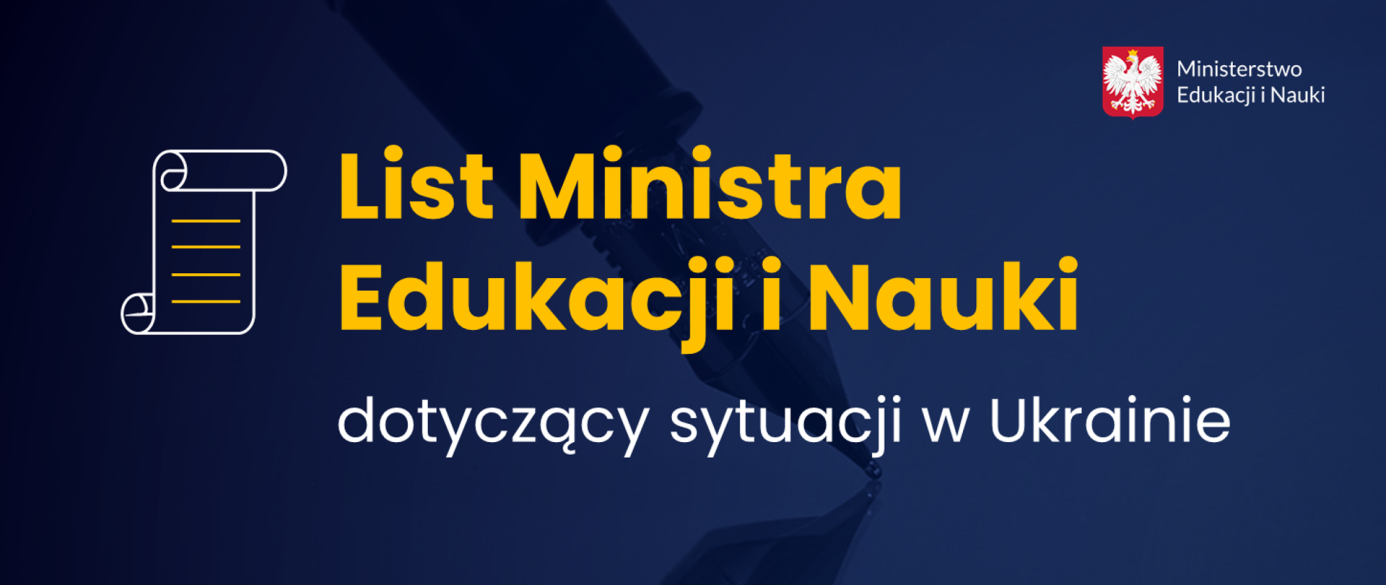 Ministerstwo
Edukacji i Nauki
List Ministra
Edukacji i Nauki
dotyczący sytuacji w Ukrainie